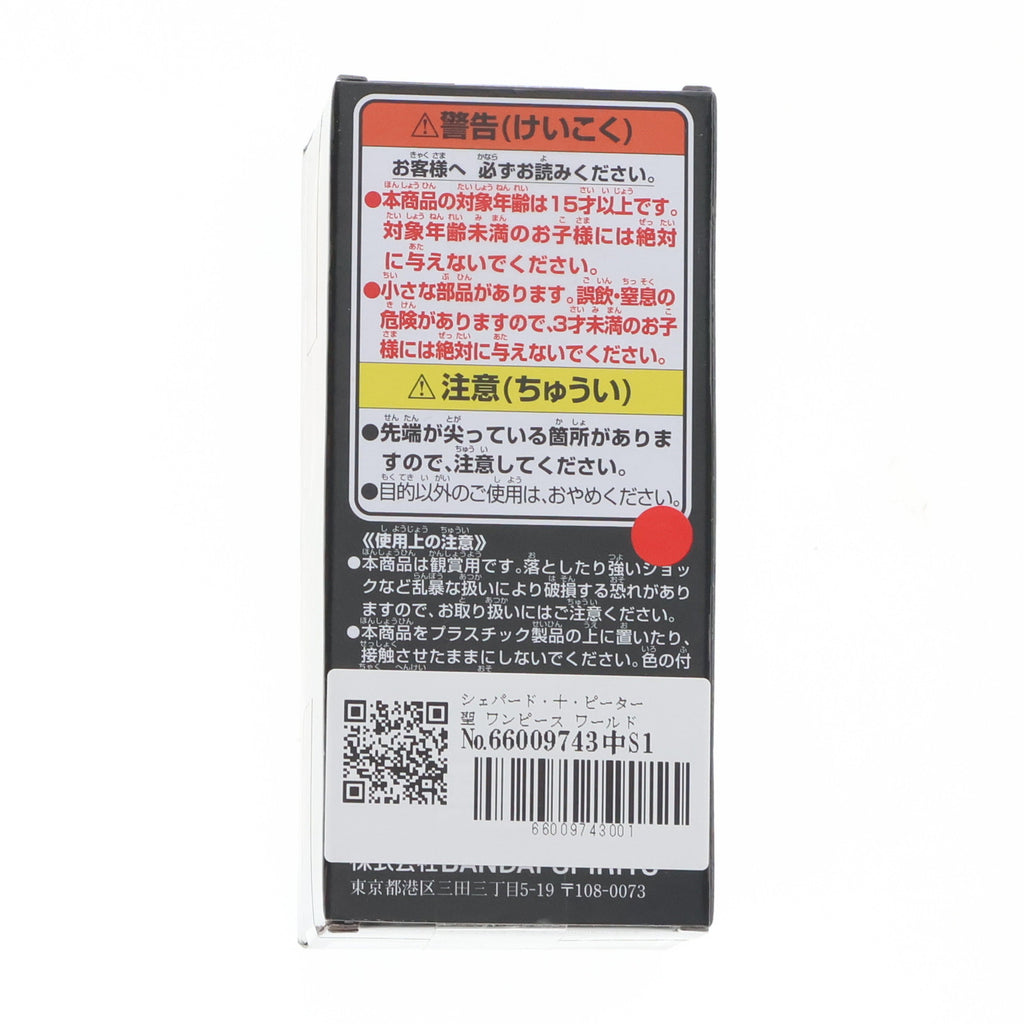 ⚠警告(けいこく)
お客様へ 必ずお読みください。
●本商品の対象年齢は15才以上です。
対象年齢未満のお子様には絶対
に与えないでください。
●小さな部品があります。誤飲・窒息の
危険がありますので、3才未満のお子
様には絶対に与えないでください。
⚠注意(ちゅうい)
●先端が尖っている箇所がありま
すので、注意してください。
●目的以外のご使用は、おやめください。
《使用上の注意》
●本商品は観賞用です。落としたり強いショッ
クなど乱暴な扱いにより破損する恐れがあり
ますので、お取り扱いにはご注意ください。
●本商品をプラスチック製品の上に置いたり、
接触させたままにしないでください。色の付
シェパード・十・ピーター
聖 ワンピース ワールド
No.66009743中S1
66009743001
株式会社BANDAI SPIRITS
東京都港区三田三丁目5-19 〒108-0073